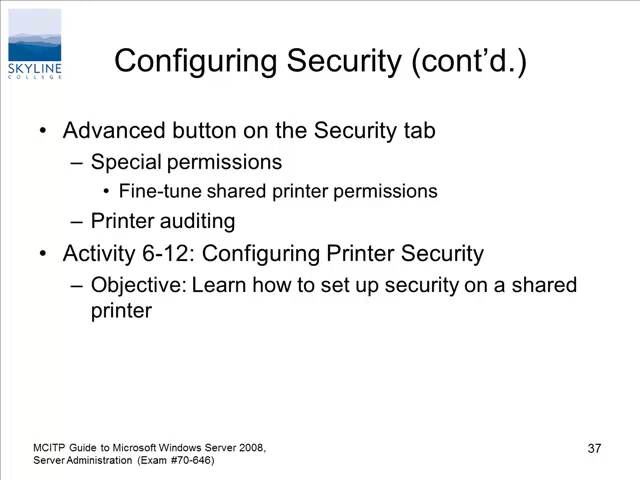 SKYLINE
COLLEGE
Configuring Security (cont’d.)
• Advanced button on the Security tab
– Special permissions
• Fine-tune shared printer permissions
– Printer auditing
• Activity 6-12: Configuring Printer Security
– Objective: Learn how to set up security on a shared
printer
MCITP Guide to Microsoft Windows Server 2008,
Server Administration (Exam #70-646)
37